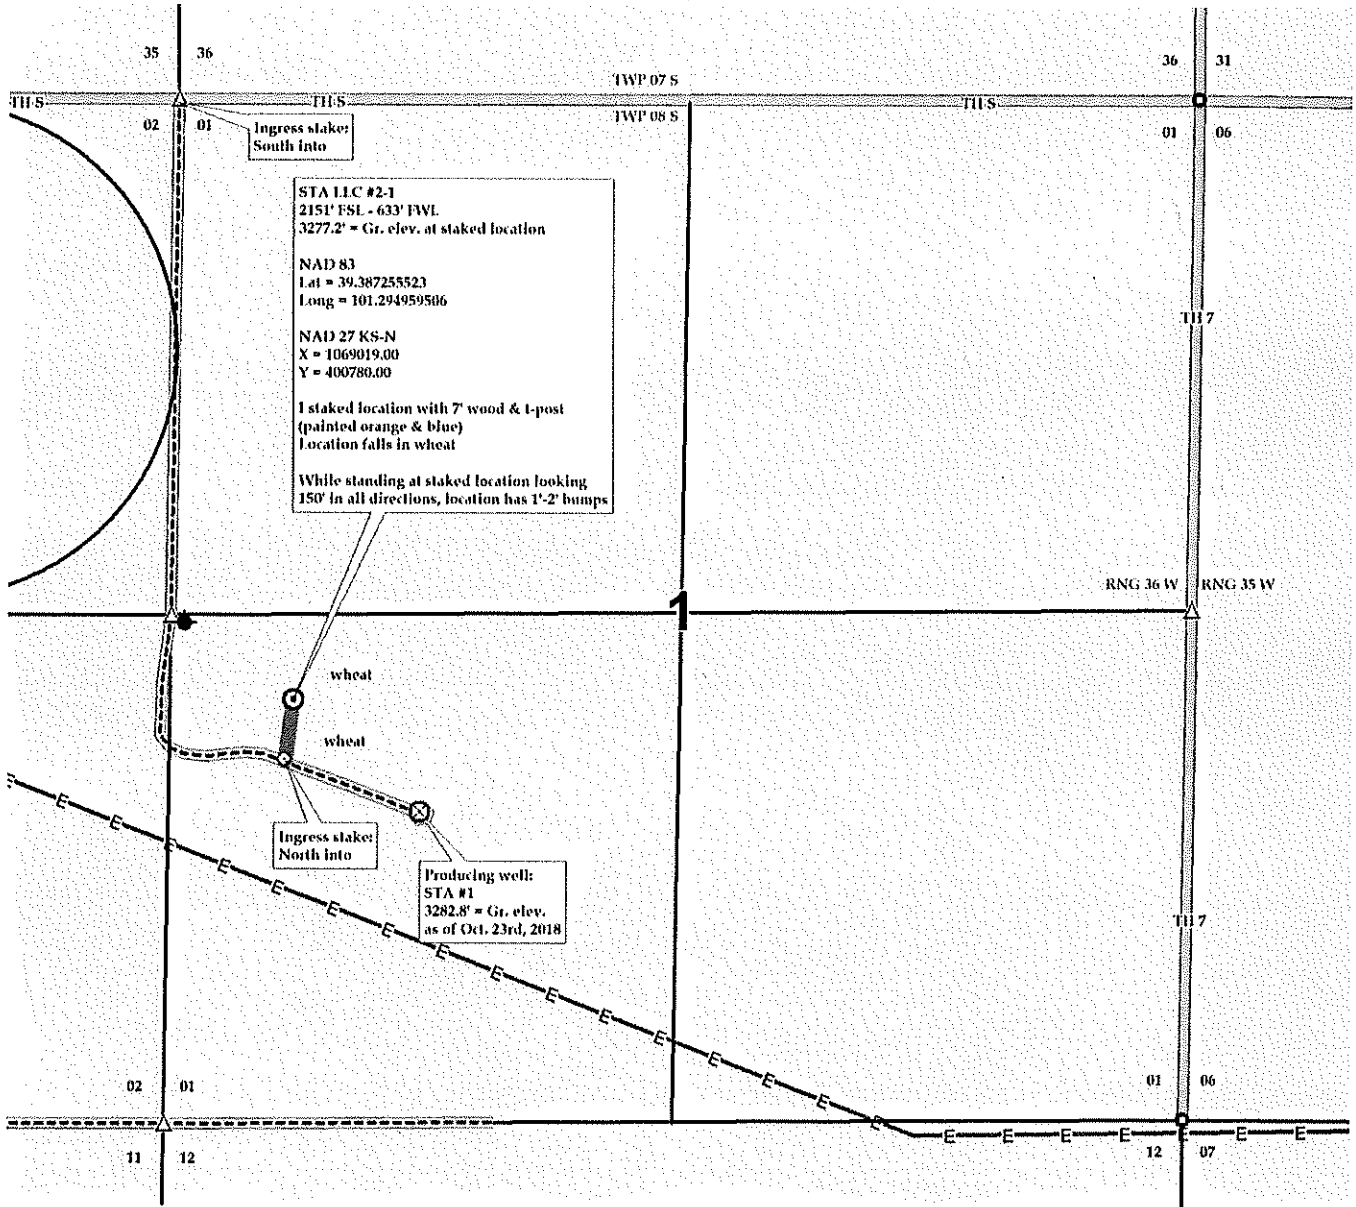 35 36
36 31
TWP 07 S
TH S
TH S
TH S
TWP 08 S
02 01
01 06
Ingress stake:
South into
STA LLC #2-1
2151' FSL - 633' FWL
3277.2' = Gr. elev. at staked location
NAD 83
Lat = 39.387255523
Long = 101.294959506
NAD 27 KS-N
X = 1069019.00
Y = 400780.00
I staked location with 7' wood & t-post
(painted orange & blue)
Location falls in wheat
While standing at staked location looking
150' in all directions, location has 1'-2' bumps
TH 7
RNG 36 W RNG 35 W
1
wheat
wheat
Ingress stake:
North into
Producing well:
STA #1
3282.8' = Gr. elev.
as of Oct. 23rd, 2018
TH 7
E E E E E E E E E E E E E E E E E E E E E E E E
02 01
01 06
11 12
12 07